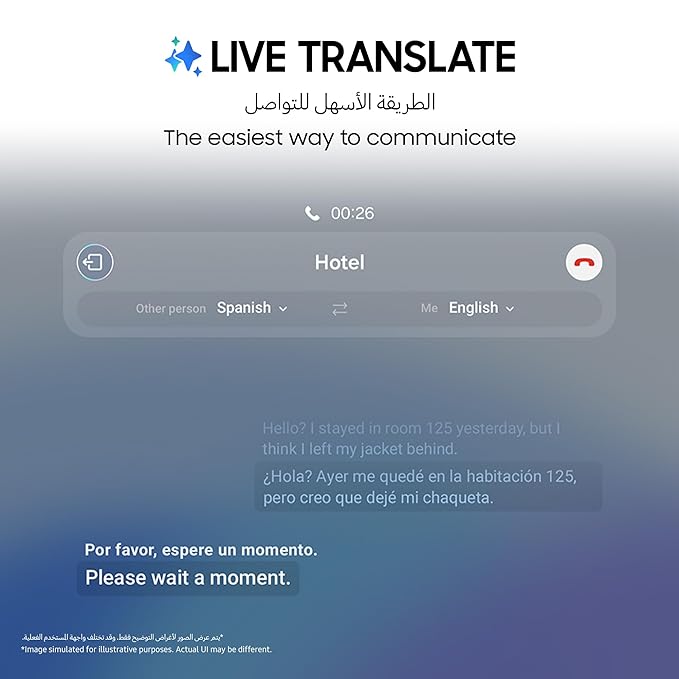 LIVE TRANSLATE
الطريقة الأسهل للتواصل
The easiest way to communicate
00:26
Hotel
Other person Spanish Me English
Hello? I stayed in room 125 yesterday, but I
think I left my jacket behind.
¿Hola? Ayer me quedé en la habitación 125,
pero creo que dejé mi chaqueta.
Por favor, espere un momento.
Please wait a moment.
*يتم عرض الصور لأغراض التوضيح فقط. وقد تختلف واجهة المستخدم الفعلية.
*Image simulated for illustrative purposes. Actual UI may be different.